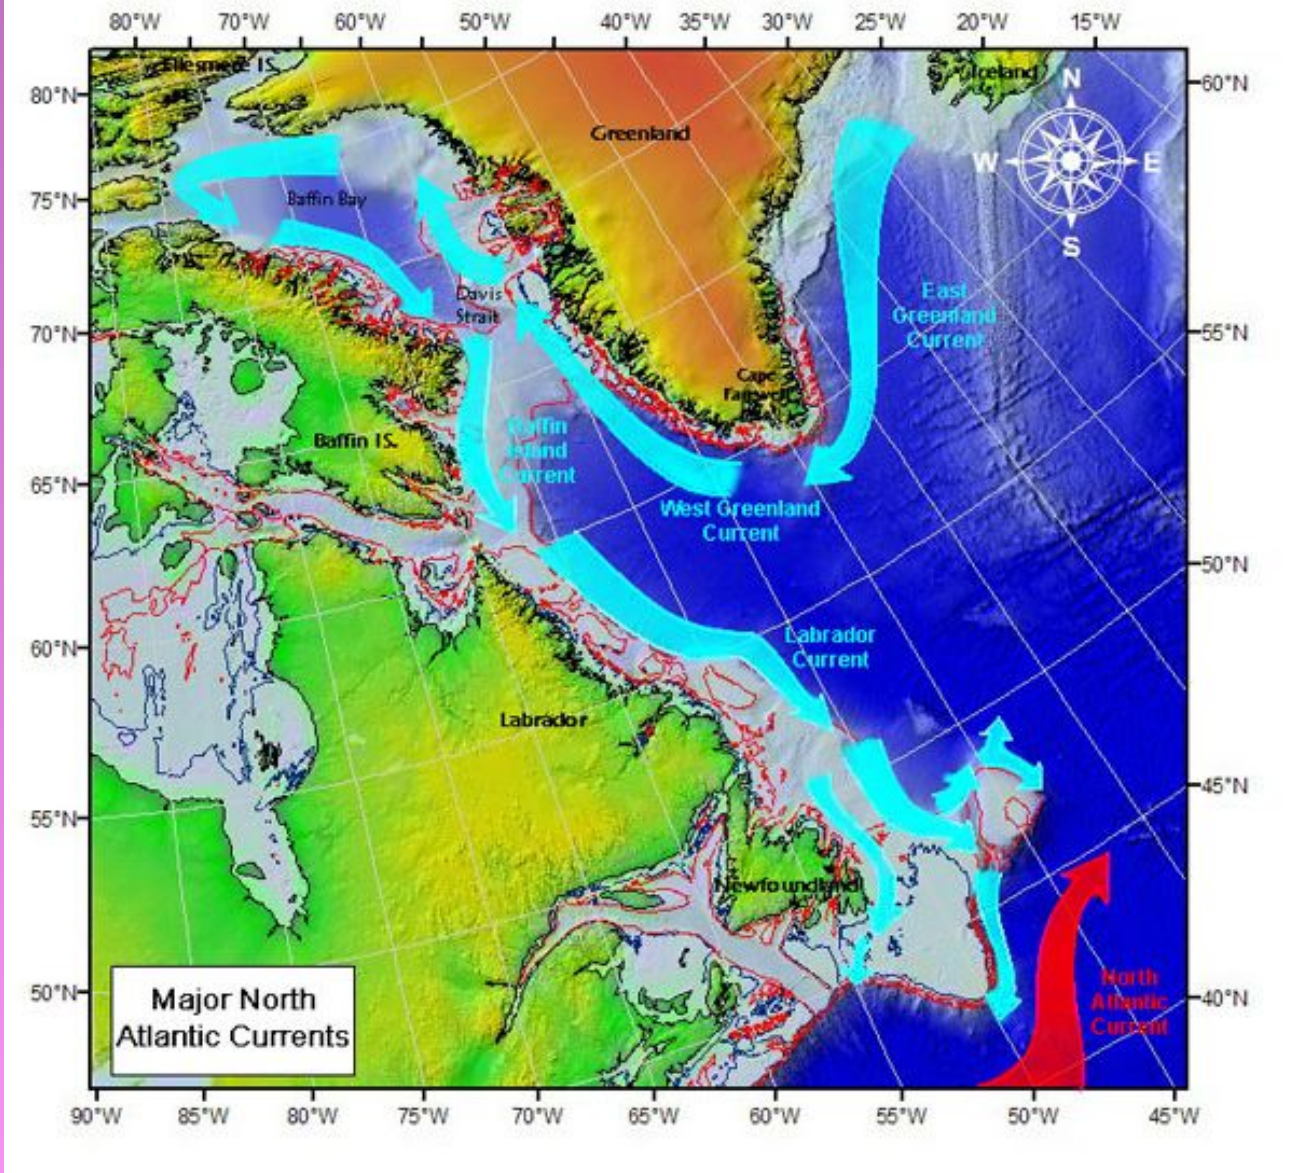 80°W 70°W 60°W 50°W 40°W 35°W 30°W 25°W 20°W 15°W
Ellesmere IS.
Iceland
N
80°N
60°N
Greenland
W
E
75°N
Baffin Bay
S
Davis
Strait
East
Greenland
Current
70°N
55°N
Cape
Farewell
Baffin IS.
Baffin
Island
Current
65°N
West Greenland
Current
50°N
Labrador
Current
60°N
Labrador
45°N
55°N
Newfoundland
North
Atlantic
Current
50°N
40°N
Major North
Atlantic Currents
90°W 85°W 80°W 75°W 70°W 65°W 60°W 55°W 50°W 45°W